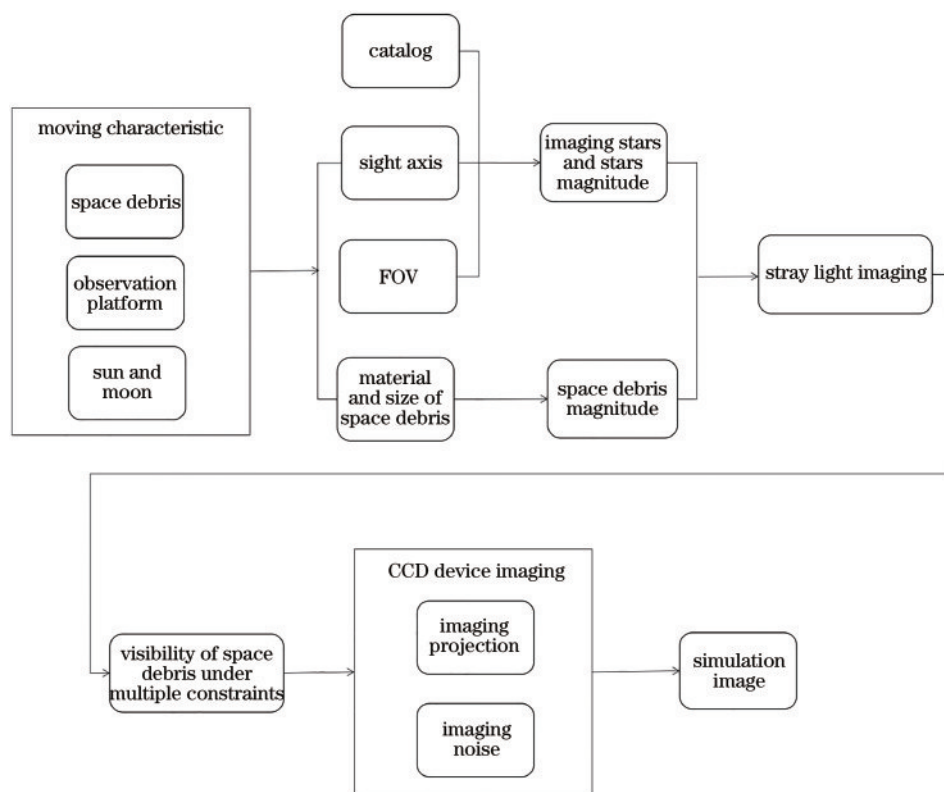 catalog
moving characteristic
space debris
observation
platform
sun and
moon
sight axis
FOV
material
and size of
space debris
imaging stars
and stars
magnitude
space debris
magnitude
stray light imaging
visibility of space
debris under
multiple constraints
CCD device imaging
imaging
projection
imaging
noise
simulation
image